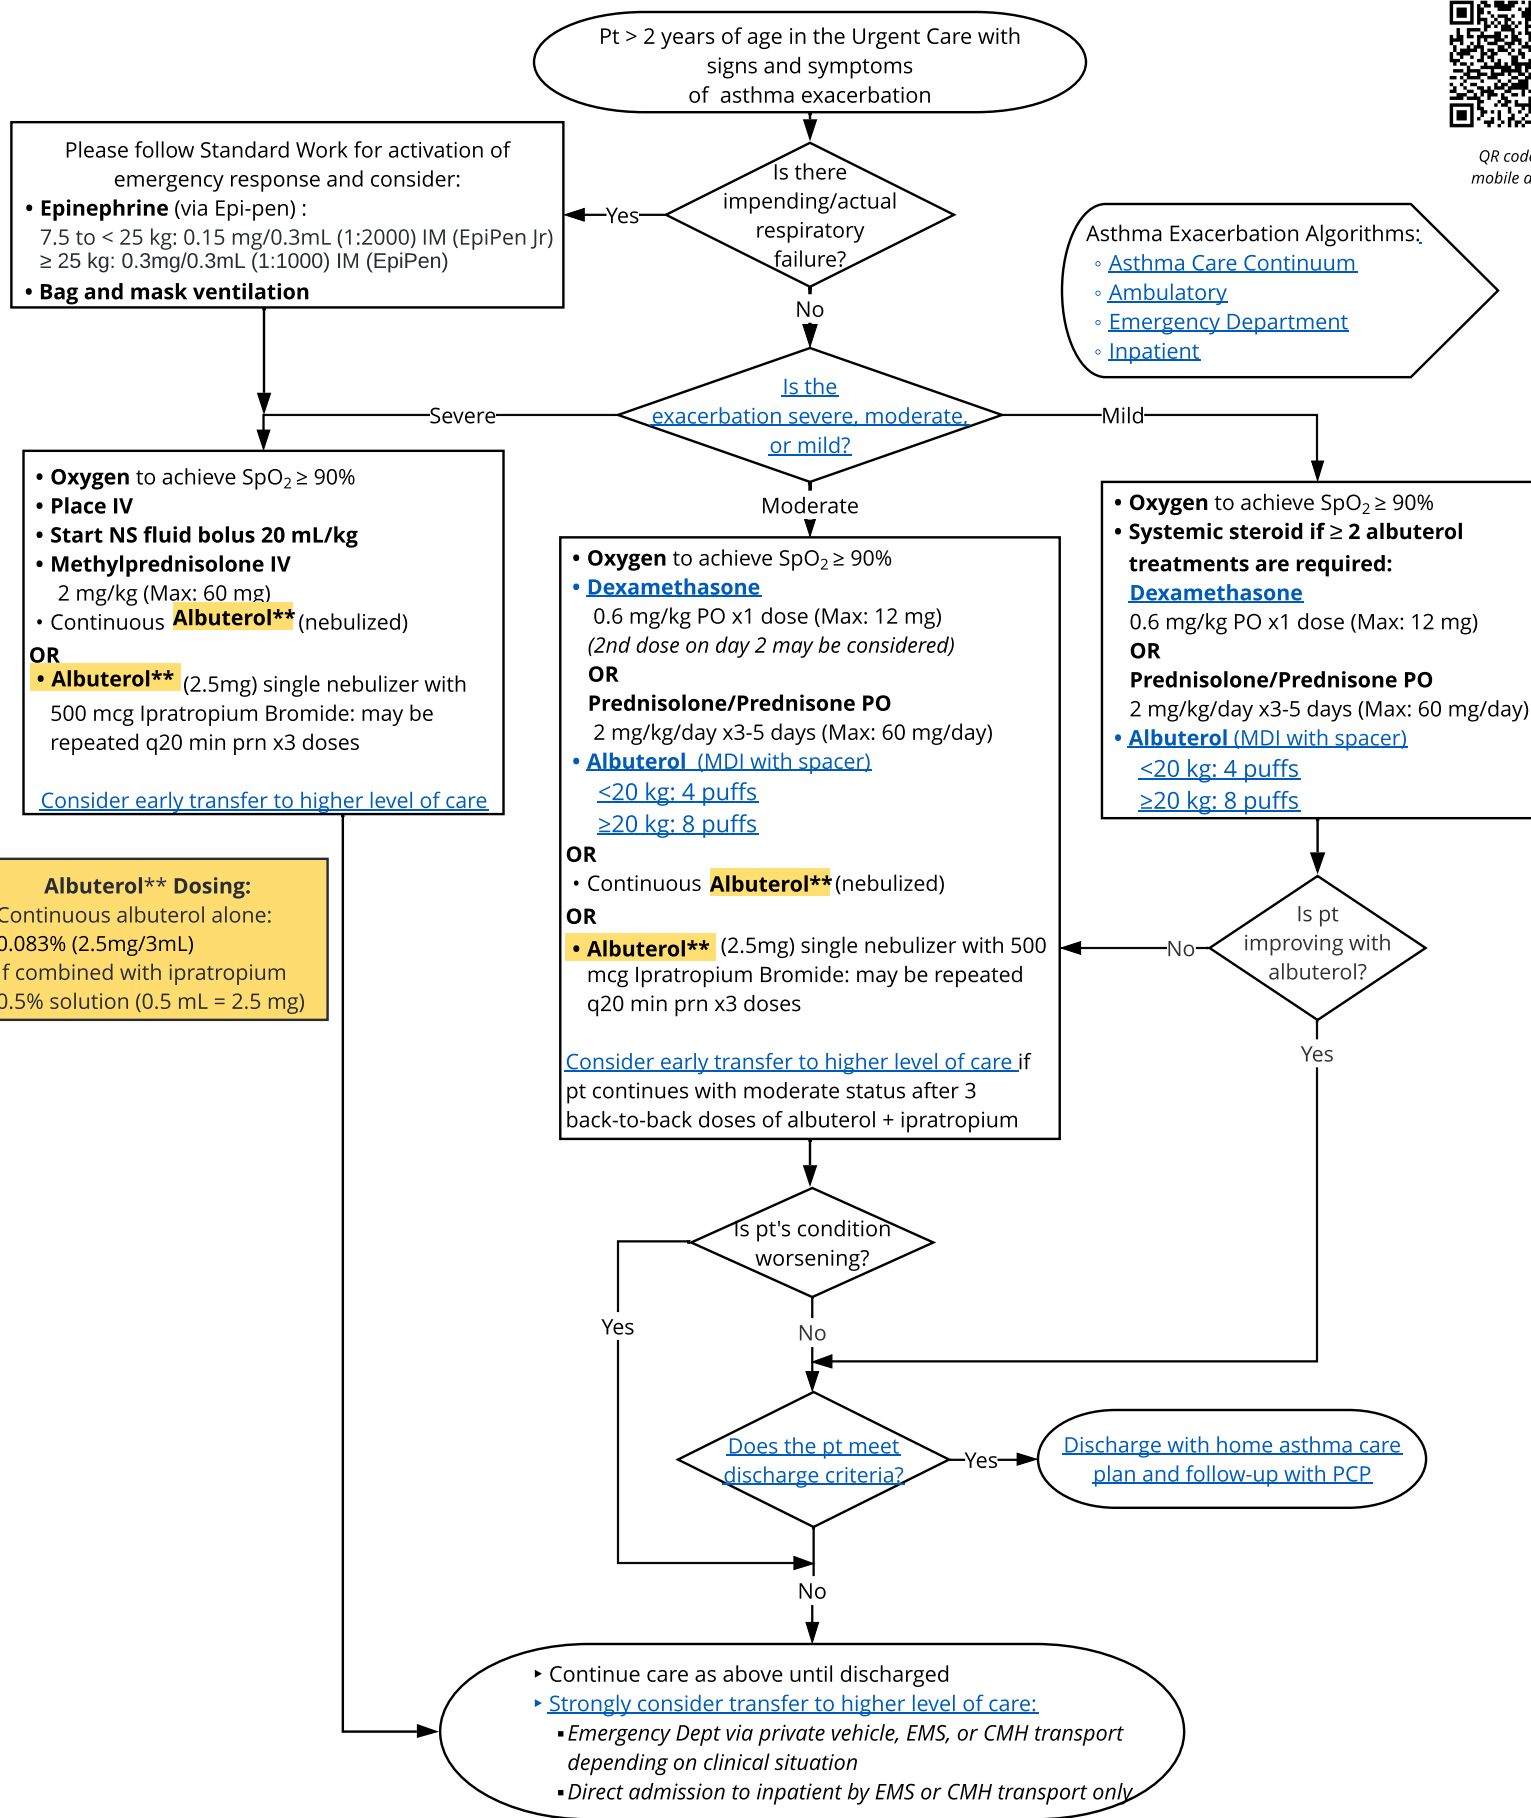 Pt > 2 years of age in the Urgent Care with
signs and symptoms
of asthma exacerbation
QR
mobile
Please follow Standard Work for activation of
emergency response and consider:
• Epinephrine (via Epi-pen) :
7.5 to < 25 kg: 0.15 mg/0.3mL (1:2000) IM (EpiPen Jr)
≥ 25 kg: 0.3mg/0.3mL (1:1000) IM (EpiPen)
• Bag and mask ventilation
Yes
Is there
impending/actual
respiratory
failure?
No
Asthma Exacerbation Algorithms:
◦ Asthma Care Continuum
◦ Ambulatory
◦ Emergency Department
◦ Inpatient
Severe
Is the
exacerbation severe, moderate,
or mild?
Mild
Moderate
• Oxygen to achieve SpO2 ≥ 90%
• Place IV
• Start NS fluid bolus 20 mL/kg
• Methylprednisolone IV
2 mg/kg (Max: 60 mg)
• Continuous Albuterol** (nebulized)
OR
• Albuterol** (2.5mg) single nebulizer with
500 mcg Ipratropium Bromide: may be
repeated q20 min prn x3 doses
Consider early transfer to higher level of care
• Oxygen to achieve SpO2 ≥ 90%
• Dexamethasone
0.6 mg/kg PO x1 dose (Max: 12 mg)
(2nd dose on day 2 may be considered)
OR
Prednisolone/Prednisone PO
2 mg/kg/day x3-5 days (Max: 60 mg/day)
• Albuterol (MDI with spacer)
<20 kg: 4 puffs
≥20 kg: 8 puffs
OR
• Continuous Albuterol** (nebulized)
OR
• Albuterol** (2.5mg) single nebulizer with 500
mcg Ipratropium Bromide: may be repeated
q20 min prn x3 doses
Consider early transfer to higher level of care if
pt continues with moderate status after 3
back-to-back doses of albuterol + ipratropium
• Oxygen to achieve SpO2 ≥ 90%
• Systemic steroid if ≥ 2 albuterol
treatments are required:
Dexamethasone
0.6 mg/kg PO x1 dose (Max: 12 mg)
OR
Prednisolone/Prednisone PO
2 mg/kg/day x3-5 days (Max: 60 mg/day)
• Albuterol (MDI with spacer)
<20 kg: 4 puffs
≥20 kg: 8 puffs
Albuterol** Dosing:
Continuous albuterol alone:
0.083% (2.5mg/3mL)
f combined with ipratropium
0.5% solution (0.5 mL = 2.5 mg)
Is pt
improving with
albuterol?
No
Yes
Is pt's condition
worsening?
Yes
No
Does the pt meet
discharge criteria?
Yes
Discharge with home asthma care
plan and follow-up with PCP
No
‣ Continue care as above until discharged
‣ Strongly consider transfer to higher level of care:
▪ Emergency Dept via private vehicle, EMS, or CMH transport
depending on clinical situation
▪ Direct admission to inpatient by EMS or CMH transport only